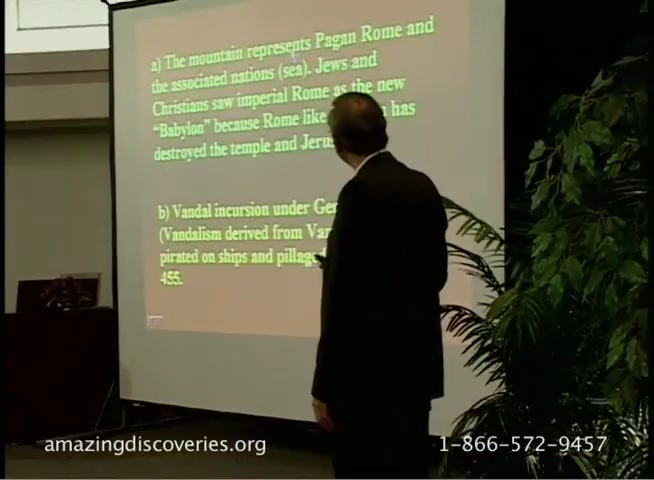 a) The mountain represents Pagan Rome and
the associated nations (sea). Jews and
Christians saw imperial Rome as the new
"Babylon" because Rome like has
destroyed the temple and
b) Vandal incursion under
(Vandalism derived from
pirated on ships and
455.
amazingdiscoveries.org 1-866-572-9457